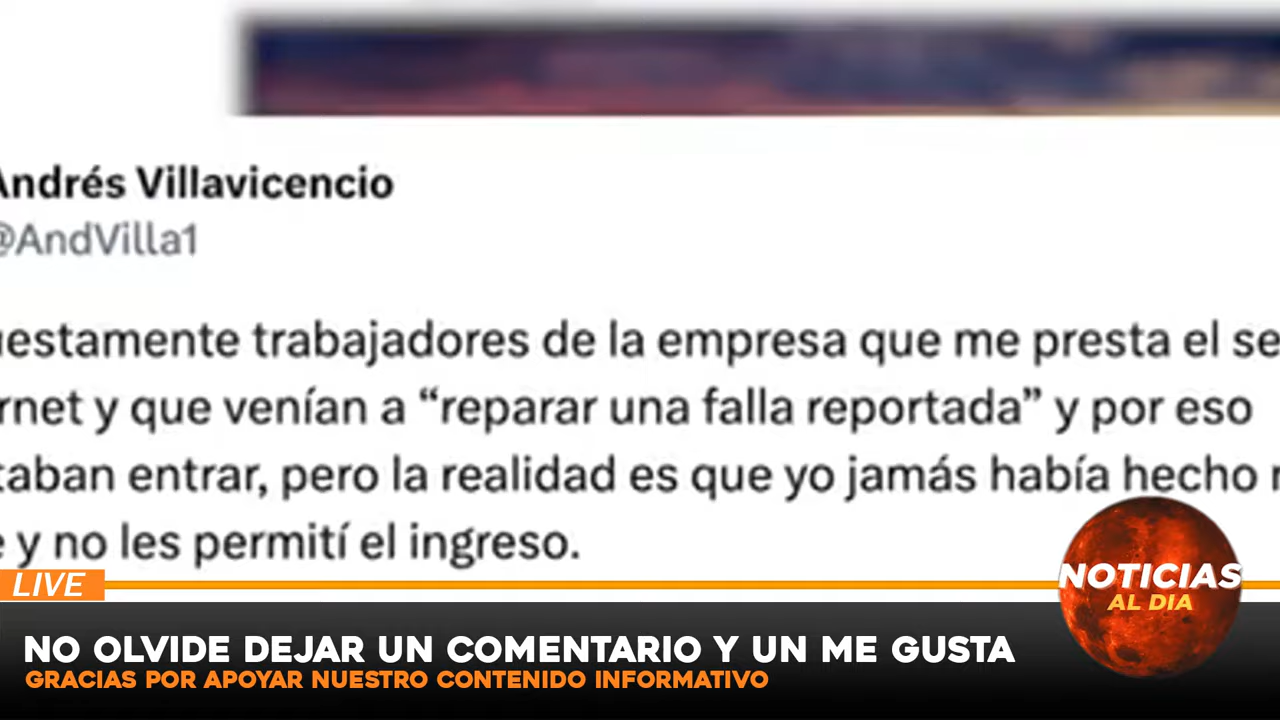 Andrés Villavicencio
@AndVilla1
uestamente trabajadores de la empresa que me presta el se
rnet y que venían a “reparar una falla reportada” y por eso
taban entrar, pero la realidad es que yo jamás había hecho
e y no les permití el ingreso.
LIVE
NOTICIAS
AL DIA
NO OLVIDE DEJAR UN COMENTARIO Y UN ME GUSTA
GRACIAS POR APOYAR NUESTRO CONTENIDO INFORMATIVO